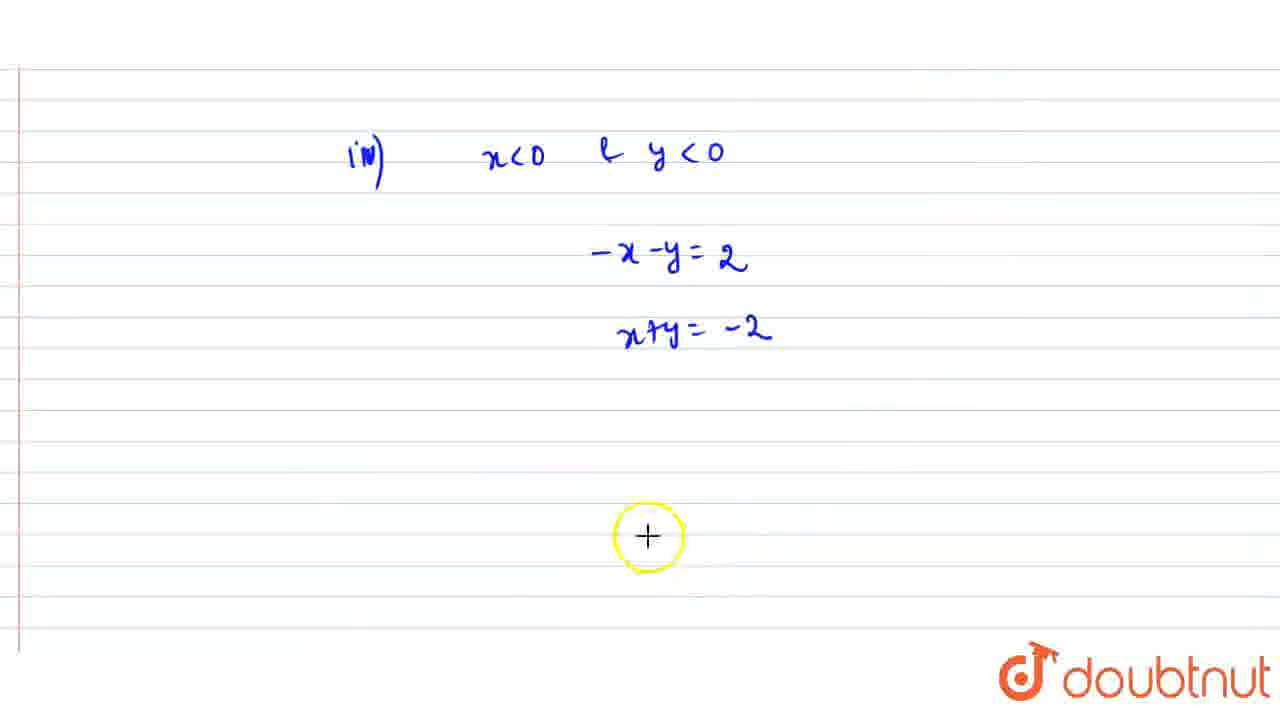 iv) x<0 & y<0
-x-y=2
x+y= -2
doubtnut